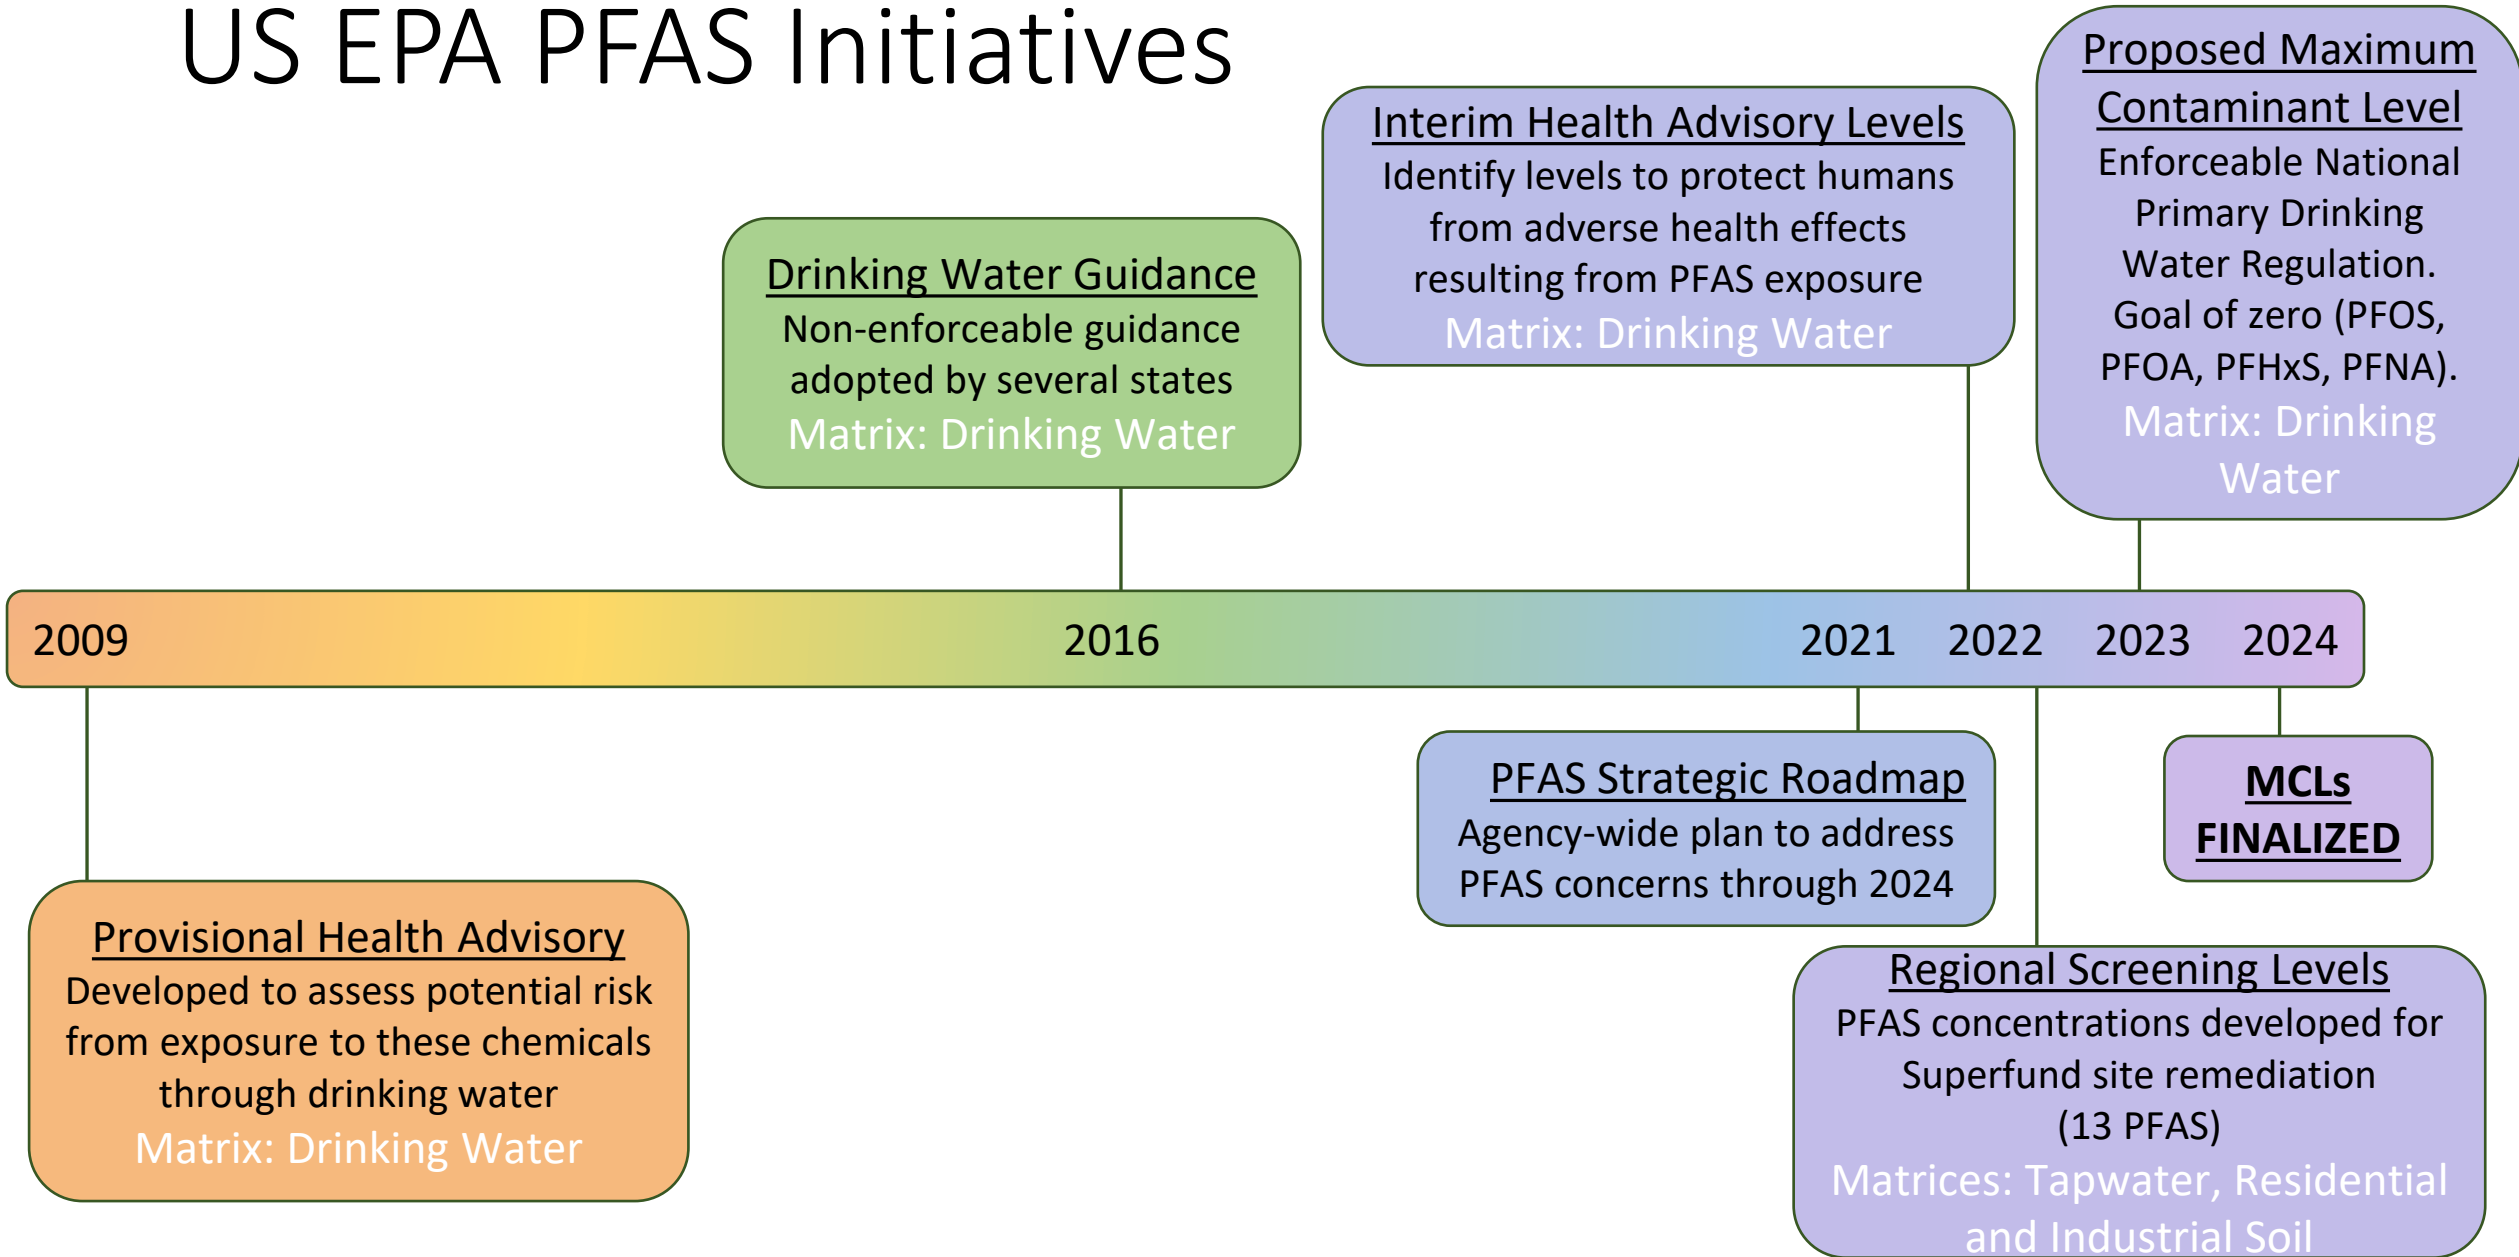 US EPA PFAS Initiatives
Proposed Maximum
Contaminant Level
Enforceable National
Primary Drinking
Water Regulation.
Goal of zero (PFOS,
PFOA, PFHxS, PFNA).
Matrix: Drinking
Water
Interim Health Advisory Levels
Identify levels to protect humans
from adverse health effects
resulting from PFAS exposure
Matrix: Drinking Water
Drinking Water Guidance
Non-enforceable guidance
adopted by several states
Matrix: Drinking Water
2009 2016 2021 2022 2023 2024
PFAS Strategic Roadmap
Agency-wide plan to address
PFAS concerns through 2024
MCLs
FINALIZED
Provisional Health Advisory
Developed to assess potential risk
from exposure to these chemicals
through drinking water
Matrix: Drinking Water
Regional Screening Levels
PFAS concentrations developed for
Superfund site remediation
(13 PFAS)
Matrices: Tapwater, Residential
and Industrial Soil